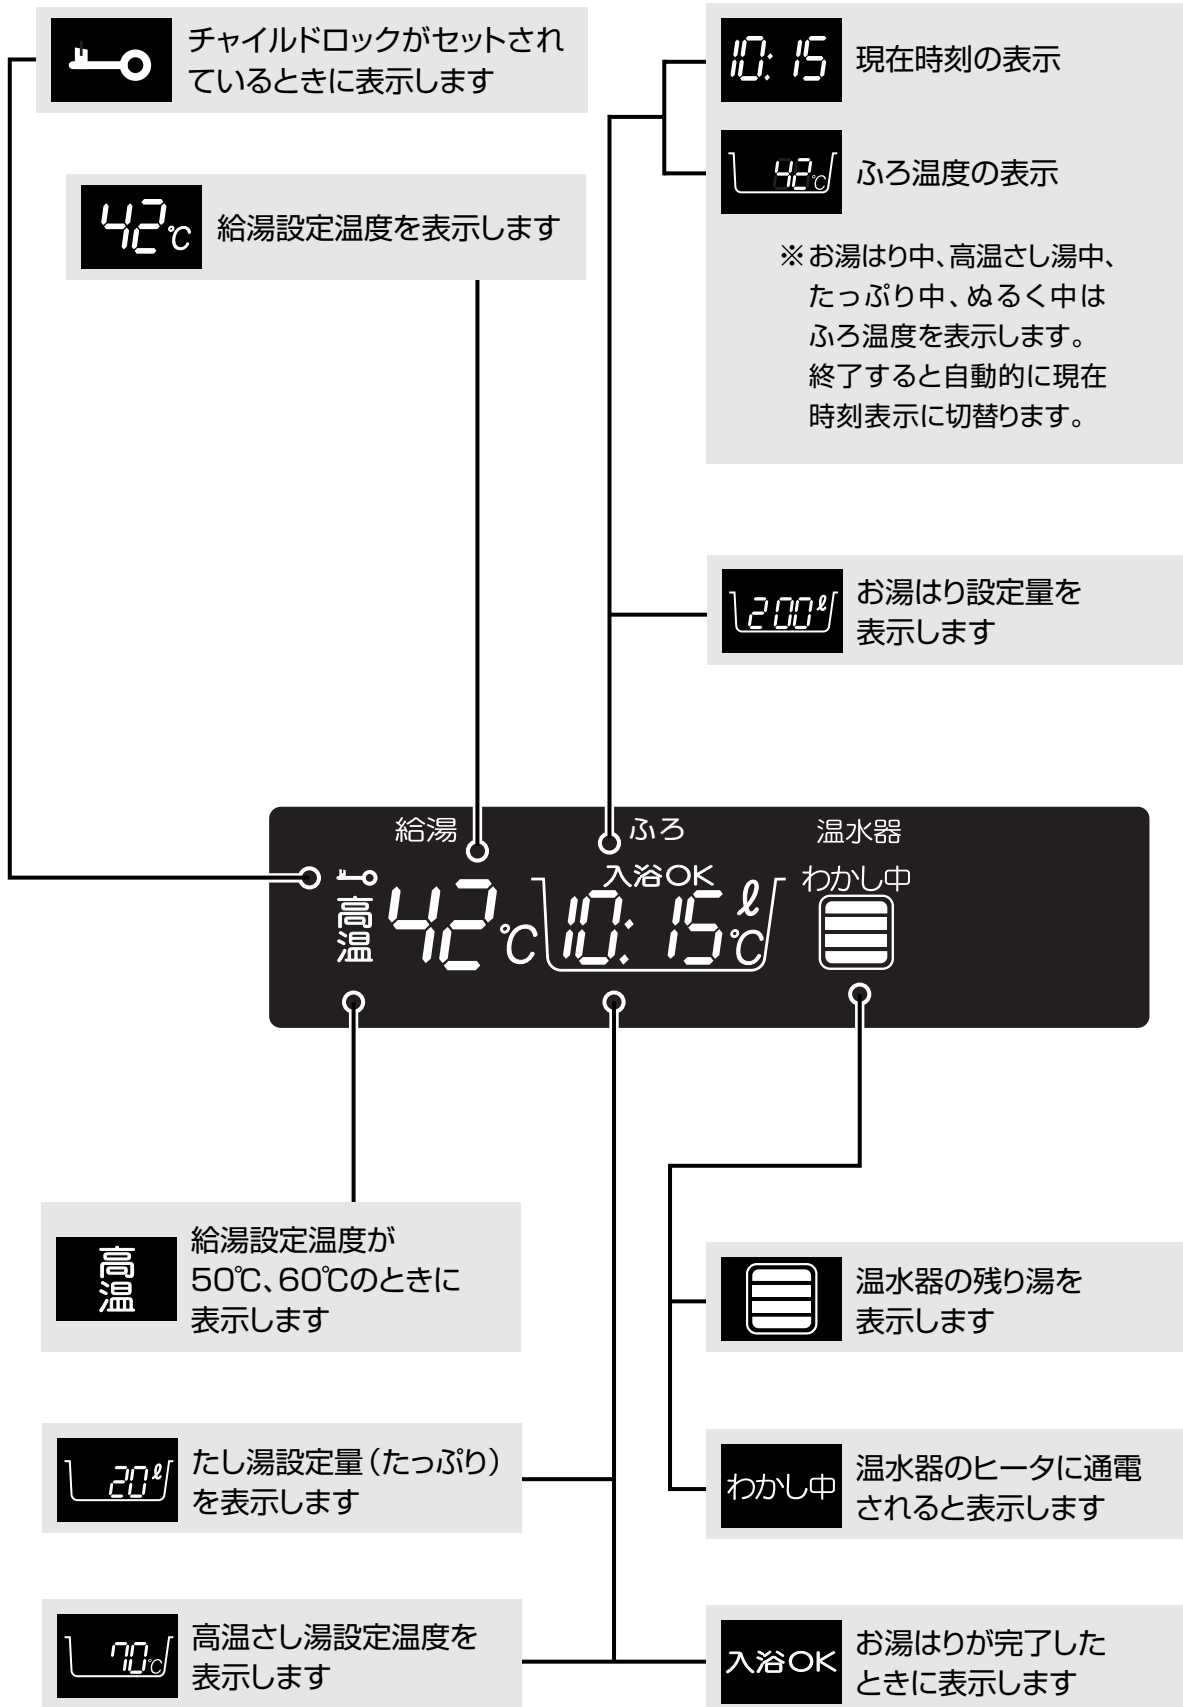 チャイルドロックがセットされ
ているときに表示します
10:15
現在時刻の表示
42℃
ふろ温度の表示
42℃
給湯設定温度を表示します
※お湯はり中、高温さし湯中、
たっぷり中、ぬるく中は
ふろ温度を表示します。
終了すると自動的に現在
時刻表示に切替ります。
200ℓ
お湯はり設定量を
表示します
給湯
ふろ
温水器
入浴OK
わかし中
高温
42℃
10:15
ℓ
℃
高温
給湯設定温度が
50℃、60℃のときに
表示します
温水器の残り湯を
表示します
20ℓ
たし湯設定量(たっぷり)
を表示します
わかし中
温水器のヒータに通電
されると表示します
70℃
高温さし湯設定温度を
表示します
入浴OK
お湯はりが完了した
ときに表示します